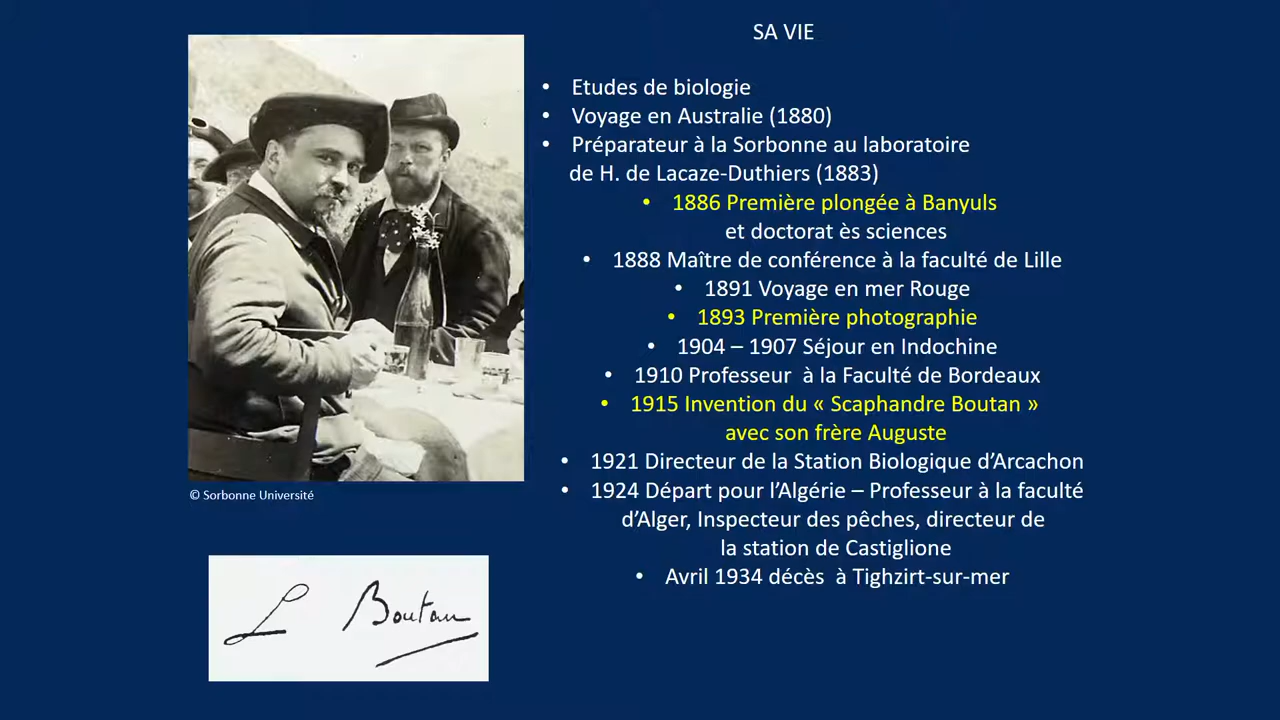 SA VIE
• Etudes de biologie
• Voyage en Australie (1880)
• Préparateur à la Sorbonne au laboratoire
de H. de Lacaze-Duthiers (1883)
• 1886 Première plongée à Banyuls
et doctorat ès sciences
• 1888 Maître de conférence à la faculté de Lille
• 1891 Voyage en mer Rouge
• 1893 Première photographie
• 1904 – 1907 Séjour en Indochine
• 1910 Professeur  à la Faculté de Bordeaux
• 1915 Invention du « Scaphandre Boutan »
avec son frère Auguste
• 1921 Directeur de la Station Biologique d’Arcachon
• 1924 Départ pour l’Algérie – Professeur à la faculté
d’Alger, Inspecteur des pêches, directeur de
la station de Castiglione
• Avril 1934 décès  à Tighzirt-sur-mer
© Sorbonne Université
L Boutan